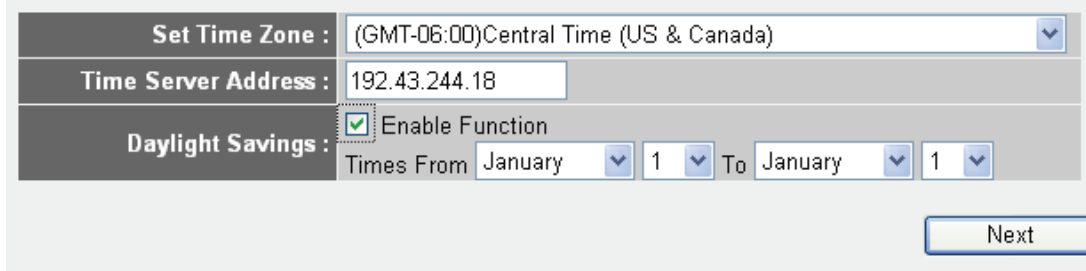 Set Time Zone : (GMT-06:00)Central Time (US & Canada)
Time Server Address : 192.43.244.18
Daylight Savings : Enable Function
Times From January 1 To January 1
Next